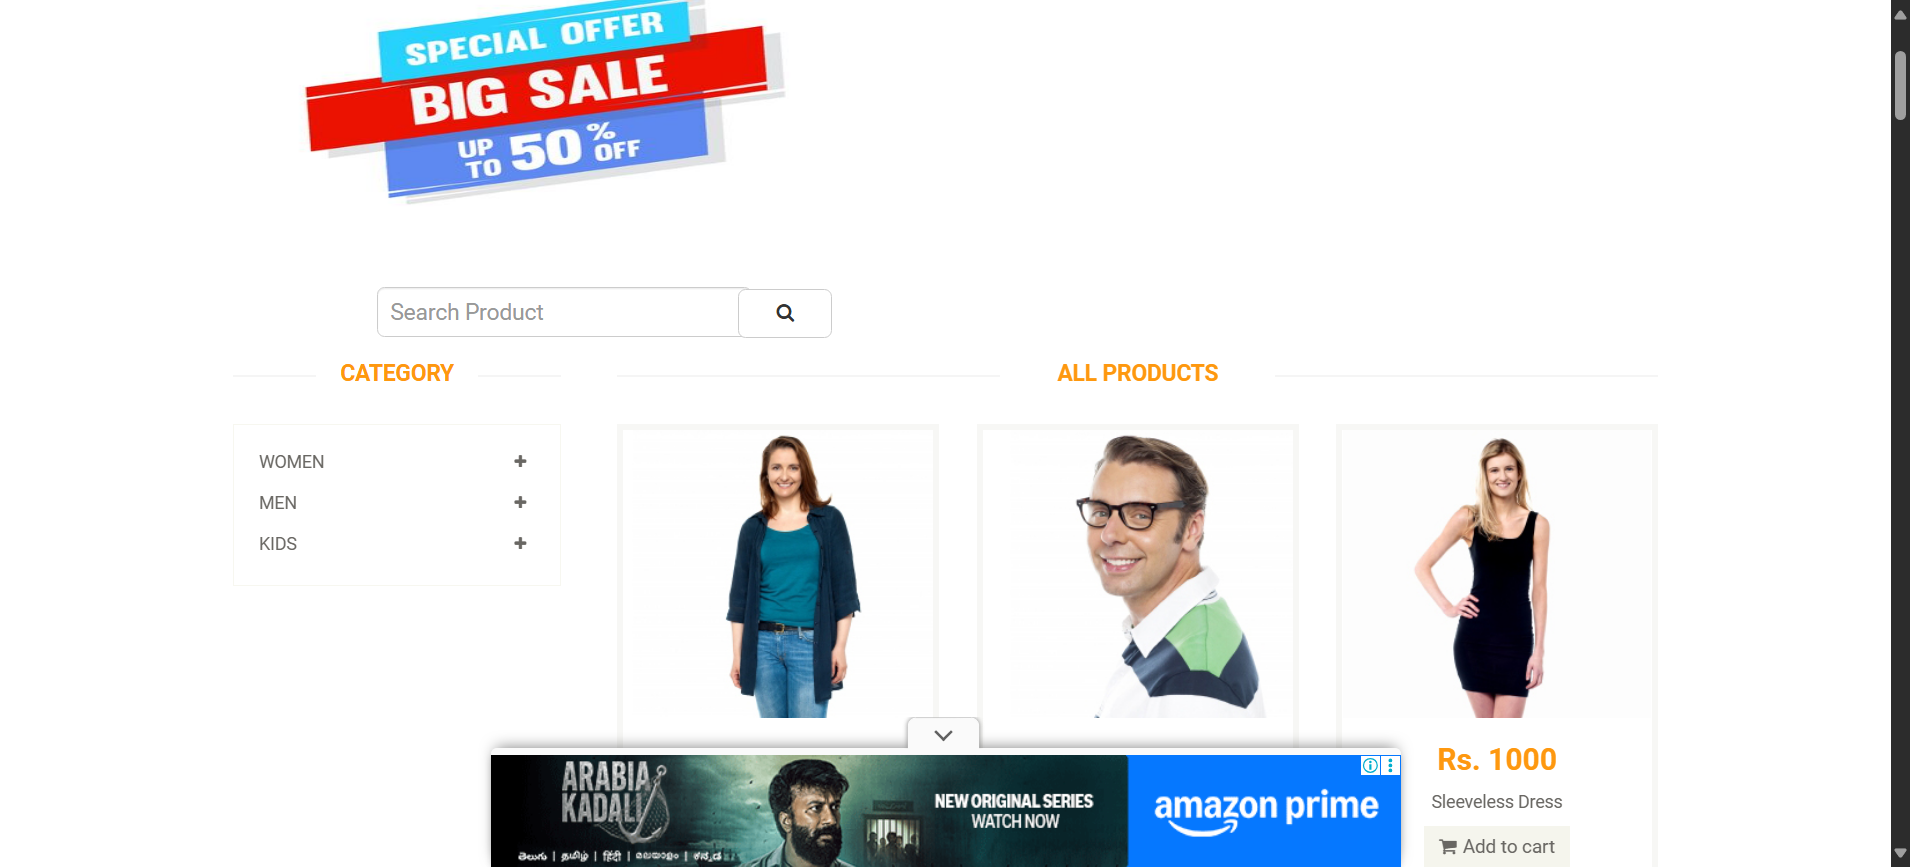 SPECIAL OFFER
BIG SALE
UP TO 50% OFF
Search Product
CATEGORY
ALL PRODUCTS
WOMEN
MEN
KIDS
Rs. 1000
Sleeveless Dress
Add to cart
ARABIA
KADALI
NEW ORIGINAL SERIES
WATCH NOW
amazon prime
తెలుగు | தமிழ் | हिंदी | മലയാളം | ಕನ್ನಡ